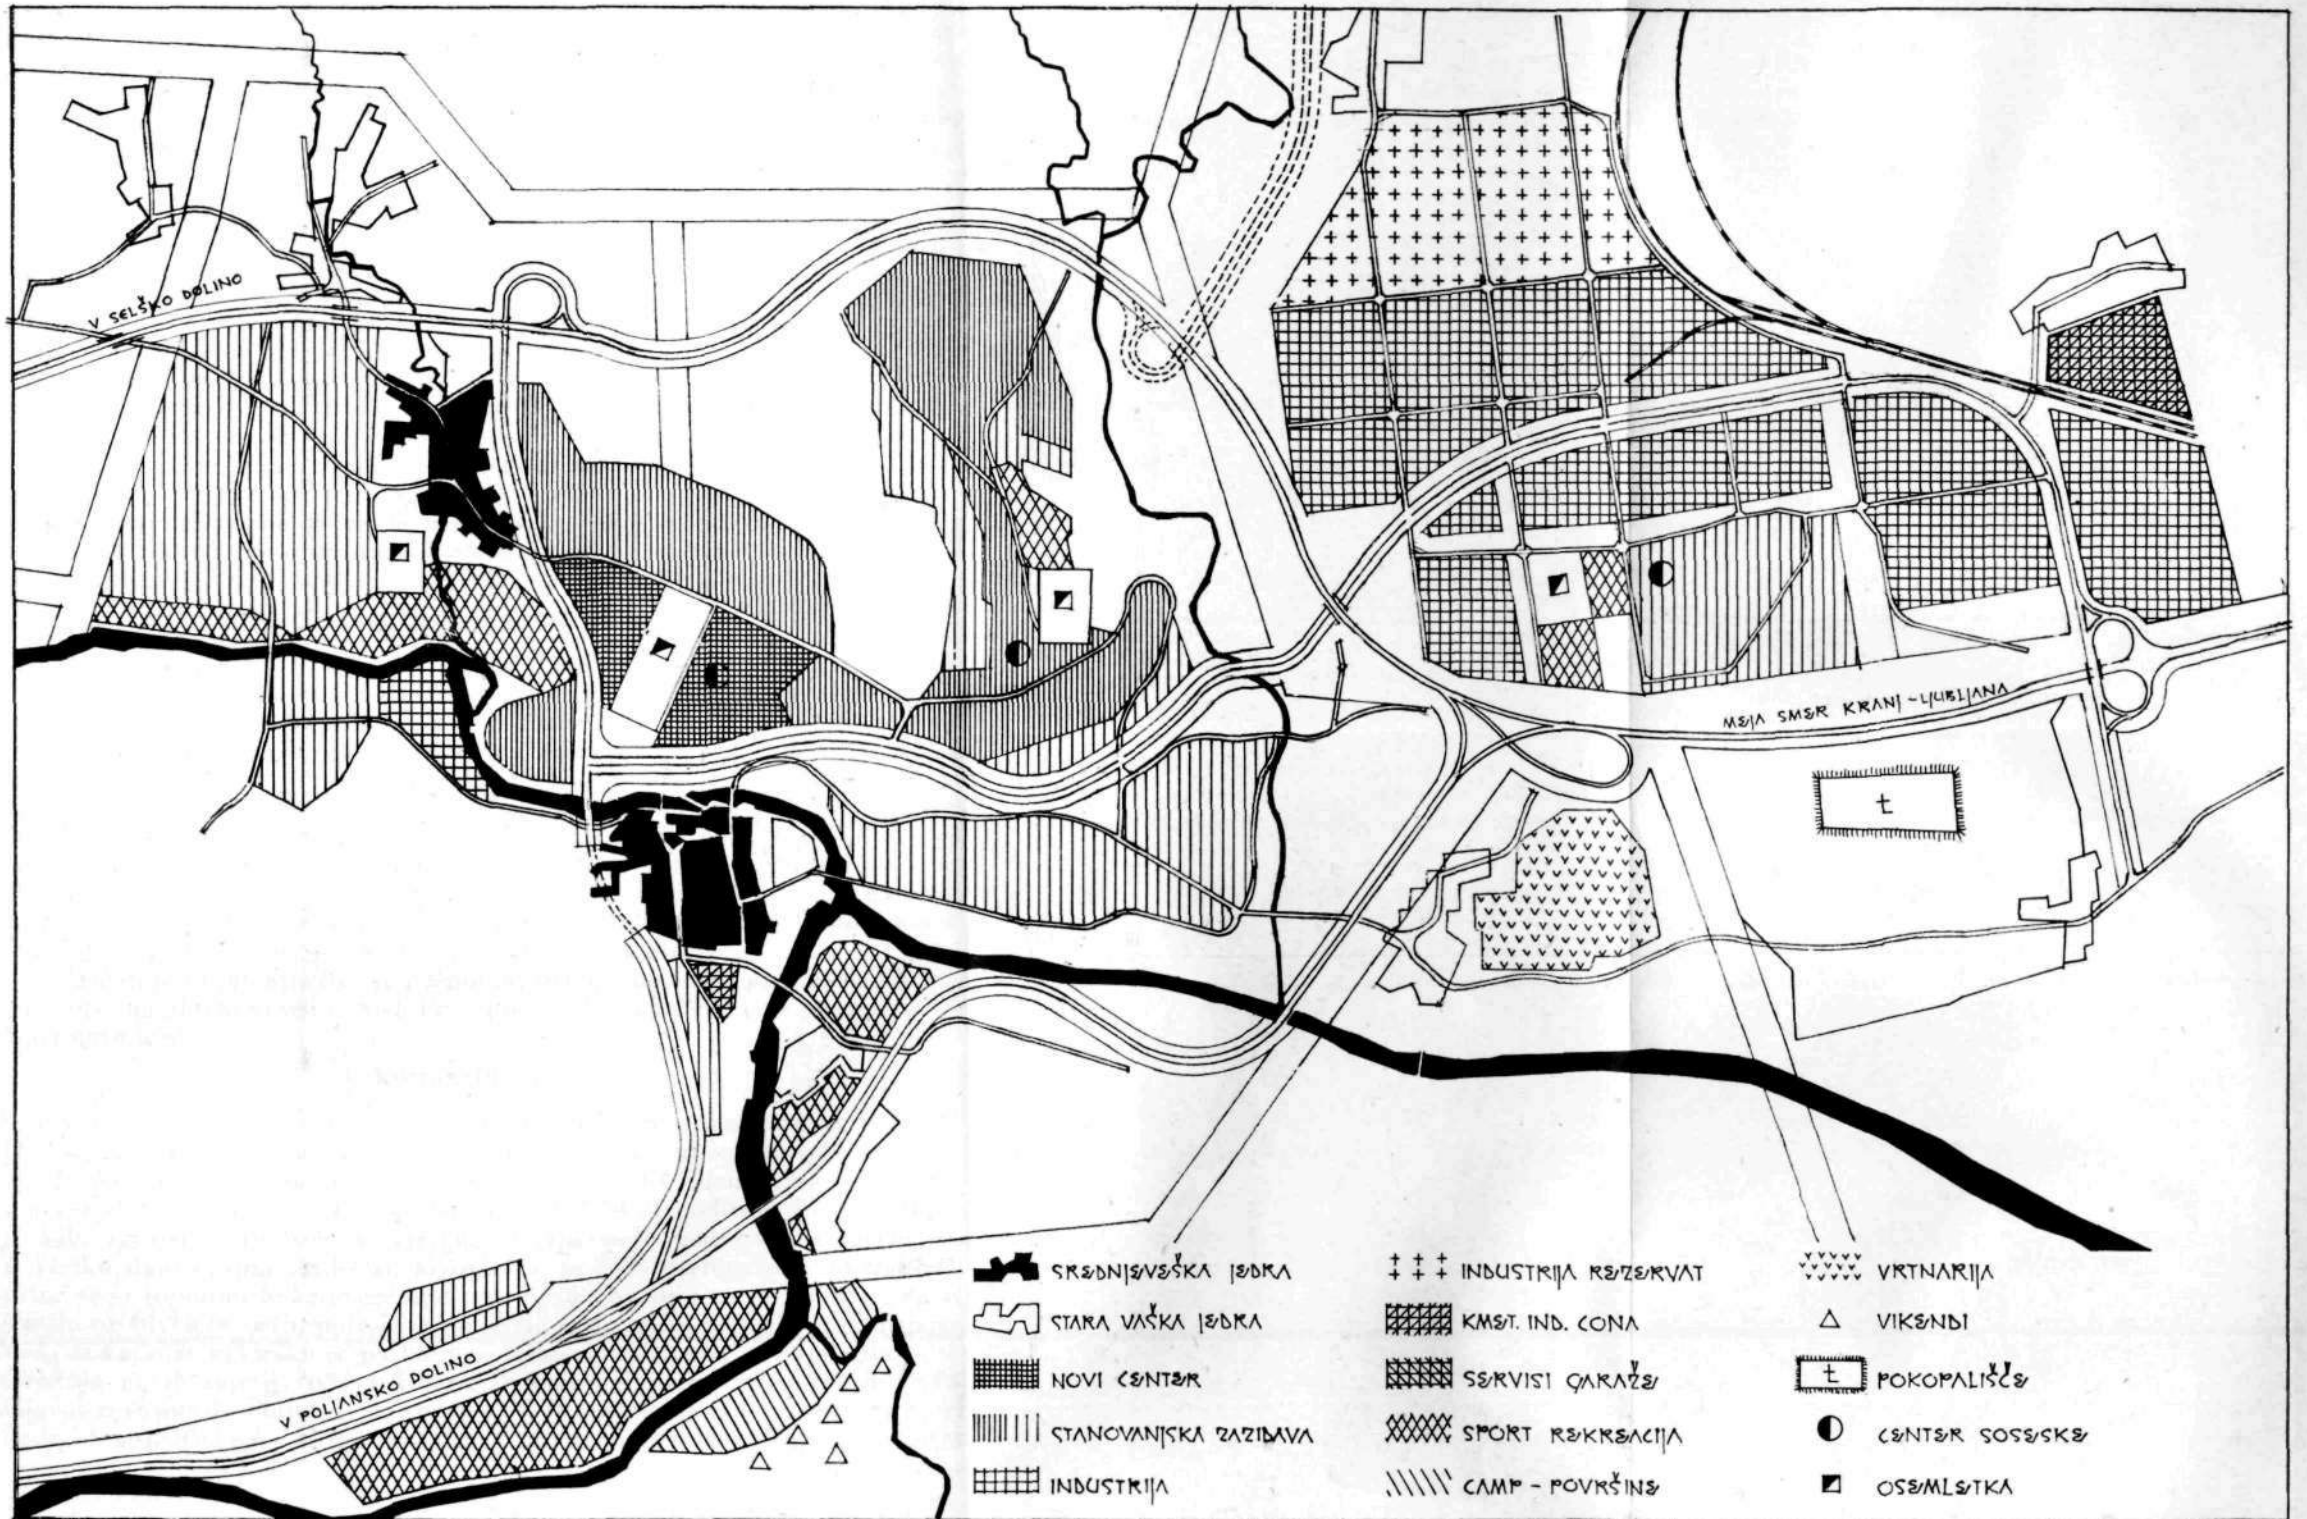 V SELŠKO DOLINO
MEJA SMER KRANJ - LJUBLJANA
t
V POLJANSKO DOLINO
SREDNJEVEŠKA JEDRA
STARA VAŠKA JEDRA
NOVI CENTER
STANOVANJSKA ZAZIDAVA
INDUSTRIJA
INDUSTRIJA REZERVAT
KMET. IND. CONA
SERVISI GARAŽE
SPORT REKREACIJA
CAMP - POVRŠINE
VRTNARIJA
VIKENDI
t POKOPALIŠČE
CENTER SOSESKE
OSEMLETKA